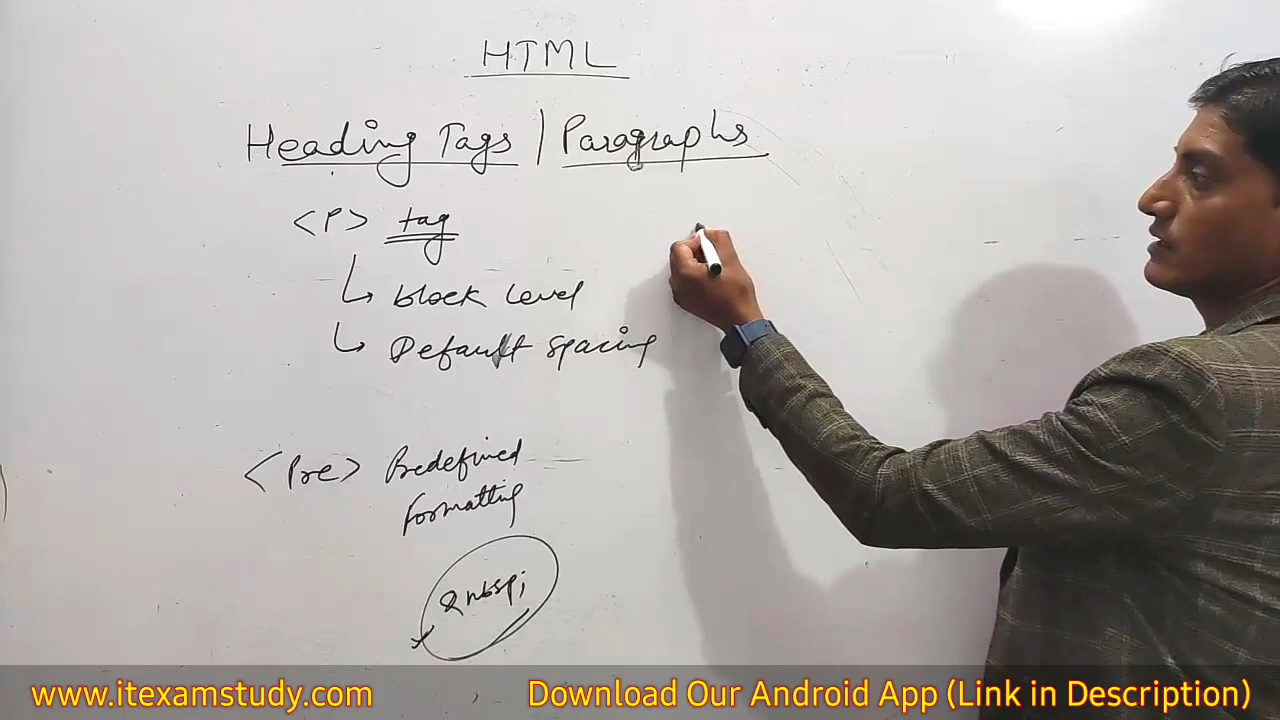 HTML
Heading Tags | Paragraphs
<P> tag
block level
Default spacing
<Pre> Predefined
formatting
&nbsp;
www.itexamstudy.com
Download Our Android App (Link in Description)